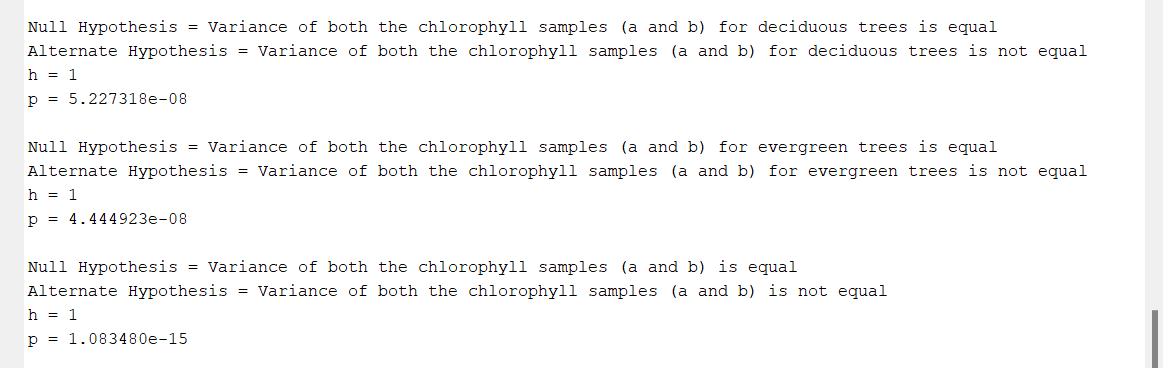 Null Hypothesis = Variance of both the chlorophyll samples (a and b) for deciduous trees is equal
Alternate Hypothesis = Variance of both the chlorophyll samples (a and b) for deciduous trees is not equal
h = 1
p = 5.227318e-08
Null Hypothesis = Variance of both the chlorophyll samples (a and b) for evergreen trees is equal
Alternate Hypothesis = Variance of both the chlorophyll samples (a and b) for evergreen trees is not equal
h = 1
p = 4.444923e-08
Null Hypothesis = Variance of both the chlorophyll samples (a and b) is equal
Alternate Hypothesis = Variance of both the chlorophyll samples (a and b) is not equal
h = 1
p = 1.083480e-15